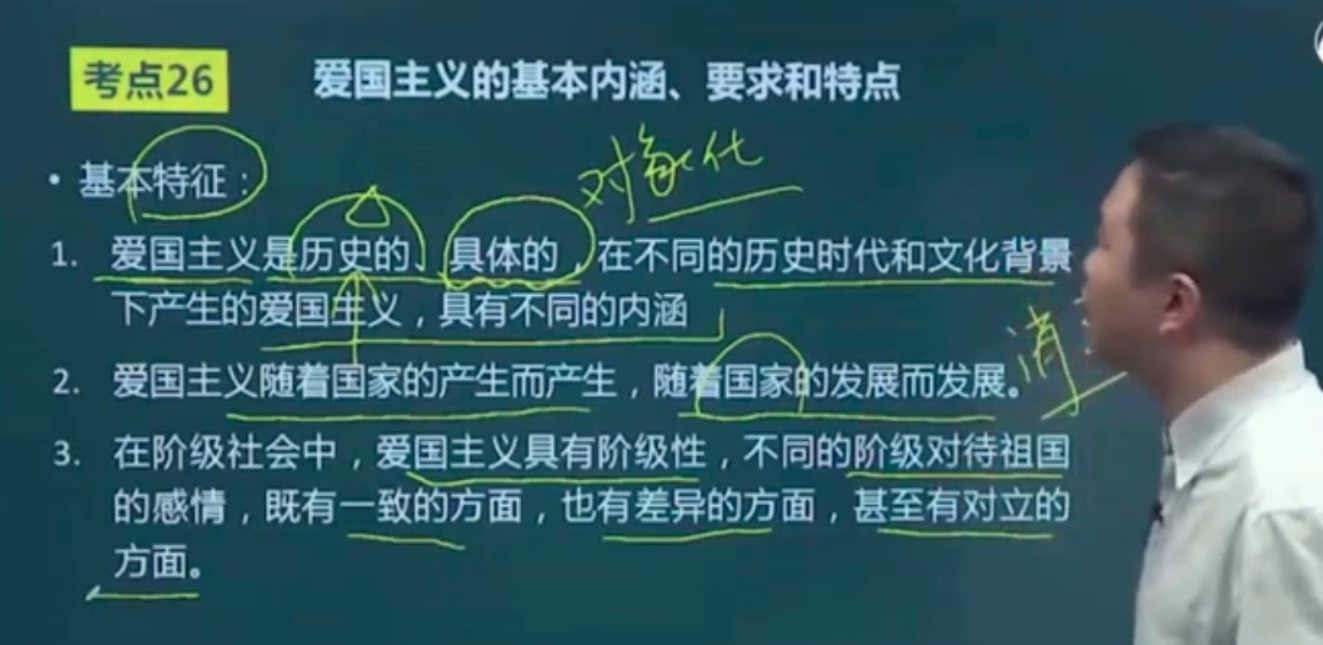 考点26
爱国主义的基本内涵、要求和特点
• 基本特征：
对象化
1. 爱国主义是历史的、具体的，在不同的历史时代和文化背景
下产生的爱国主义，具有不同的内涵
消
2. 爱国主义随着国家的产生而产生，随着国家的发展而发展。
3. 在阶级社会中，爱国主义具有阶级性，不同的阶级对待祖国
的感情，既有一致的方面，也有差异的方面，甚至有对立的
方面。